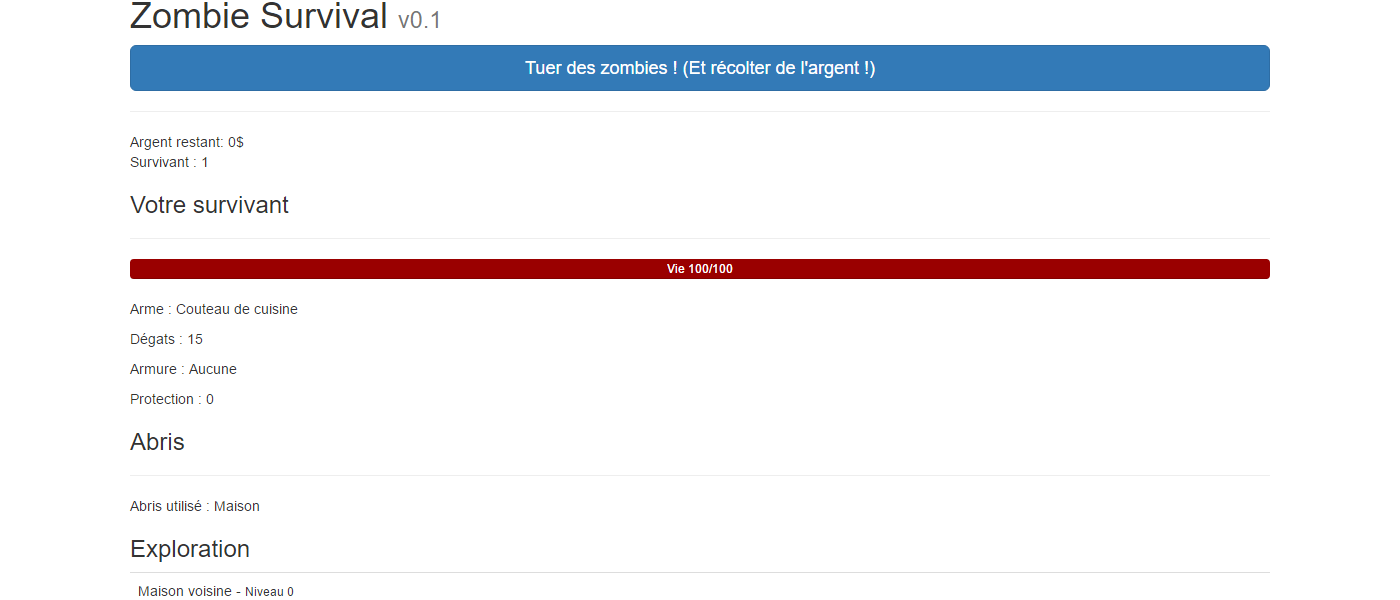 Zombie Survival v0.1
Tuer des zombies ! (Et récolter de l'argent !)
Argent restant: 0$
Survivant : 1
Votre survivant
Vie 100/100
Arme : Couteau de cuisine
Dégats : 15
Armure : Aucune
Protection : 0
Abris
Abris utilisé : Maison
Exploration
Maison voisine - Niveau 0